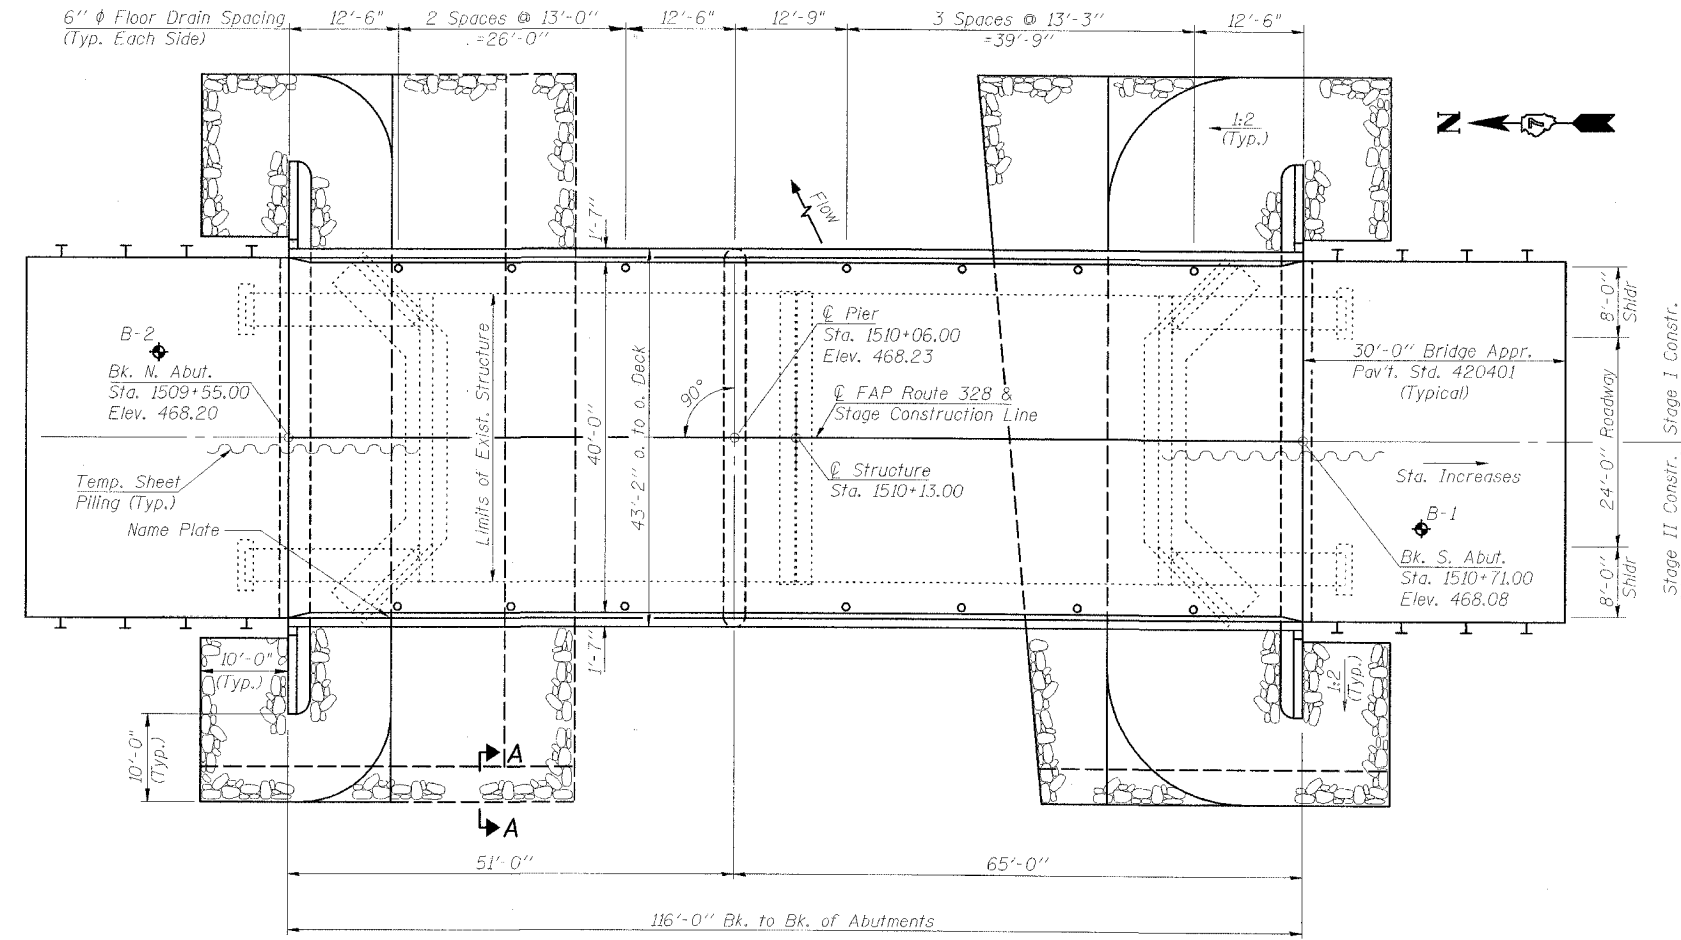 6'' ϕ Floor Drain Spacing
(Typ. Each Side)
12'-6''
2 Spaces @ 13'-0''
=26'-0''
12'-6''
12'-9''
3 Spaces @ 13'-3''
=39'-9''
12'-6''
N
1:2
(Typ.)
Flow
1'-7''
B-2
Bk. N. Abut.
Sta. 1509+55.00
Elev. 468.20
Temp. Sheet
Piling (Typ.)
Name Plate
Limits of Exist. Structure
40'-0''
43'-2'' o. to o. Deck
90°
℄ Pier
Sta. 1510+06.00
Elev. 468.23
℄ FAP Route 328 &
Stage Construction Line
℄ Structure
Sta. 1510+13.00
30'-0'' Bridge Appr.
Pav't. Std. 420401
(Typical)
Sta. Increases
B-1
Bk. S. Abut.
Sta. 1510+71.00
Elev. 468.08
8'-0''
Shldr
24'-0'' Roadway
8'-0''
Shldr
Stage I Constr.
Stage II Constr.
1'-7''
10'-0''
(Typ.)
10'-0''
(Typ.)
1:2
(Typ.)
A
A
51'-0''
65'-0''
116'-0'' Bk. to Bk. of Abutments